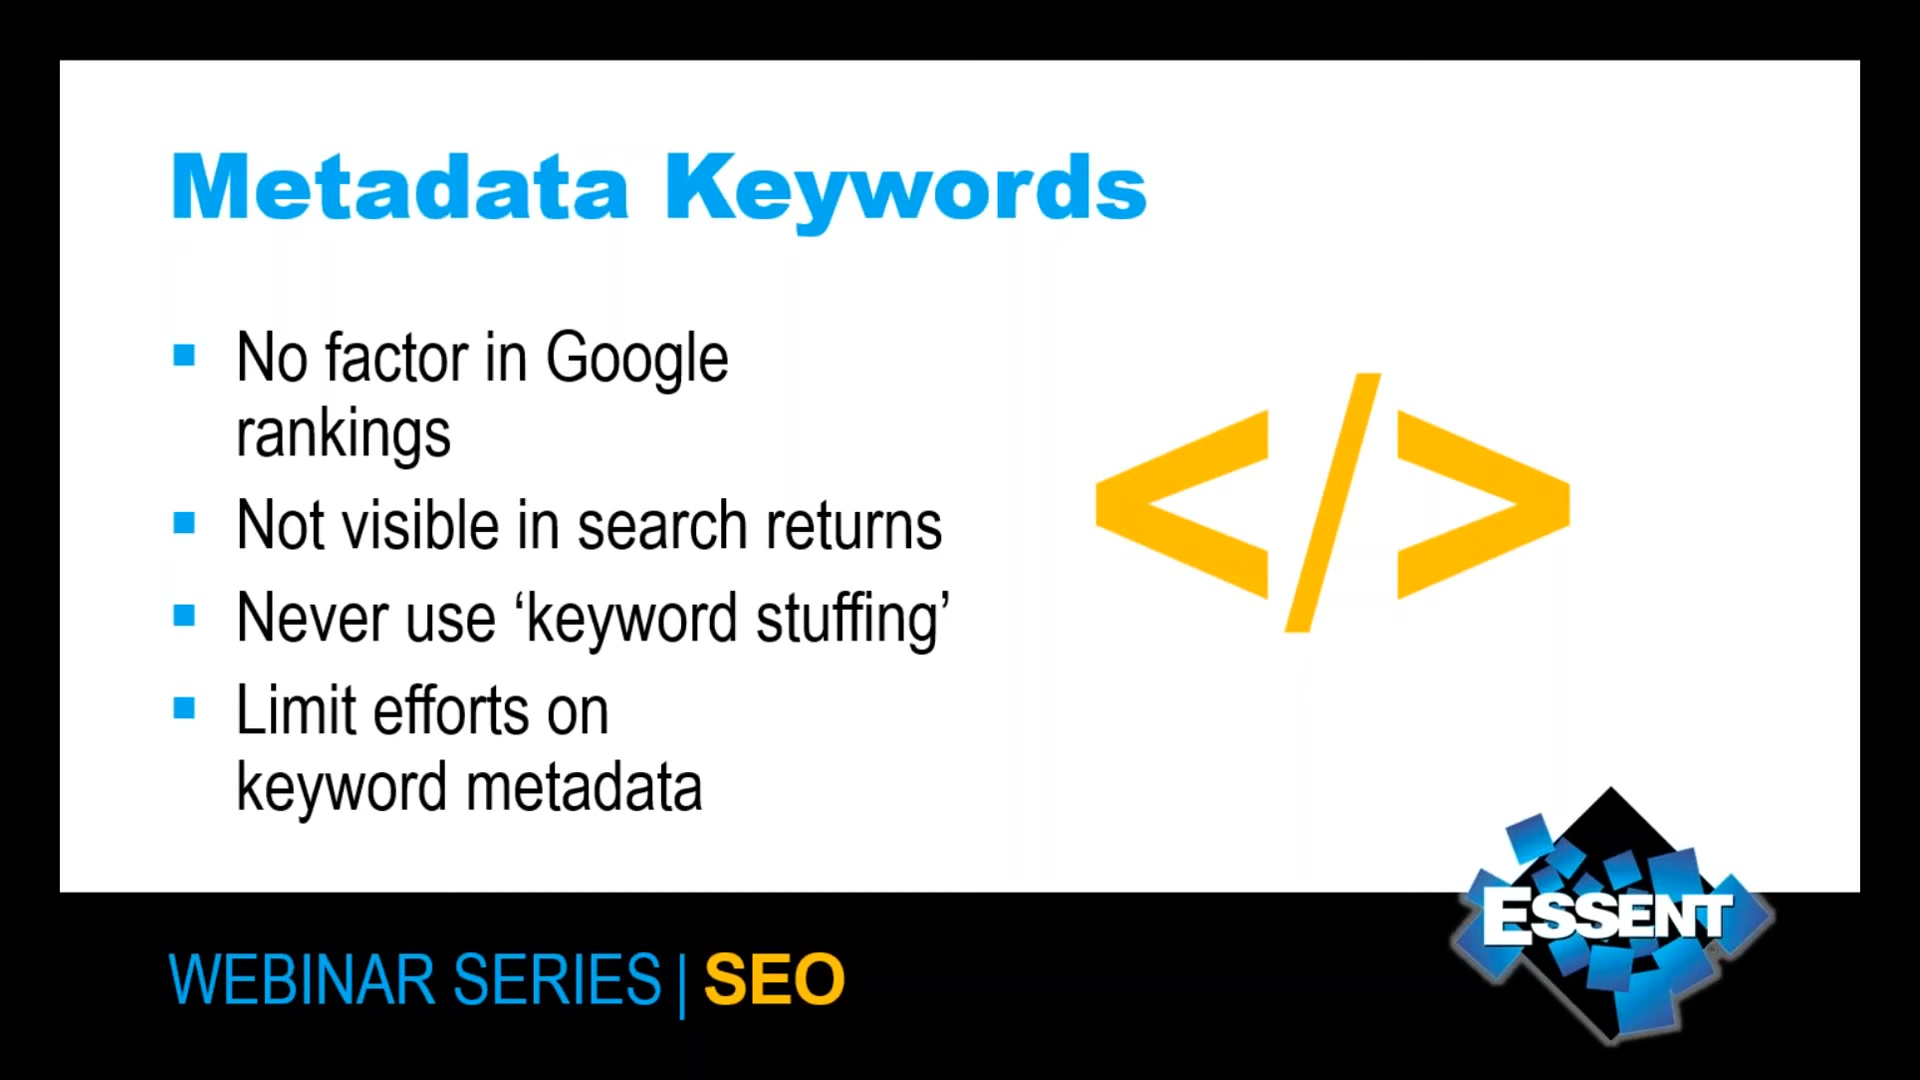 Metadata Keywords
No factor in Google
rankings
Not visible in search returns
Never use ‘keyword stuffing’
Limit efforts on
keyword metadata
</>
ESSENT
WEBINAR SERIES | SEO